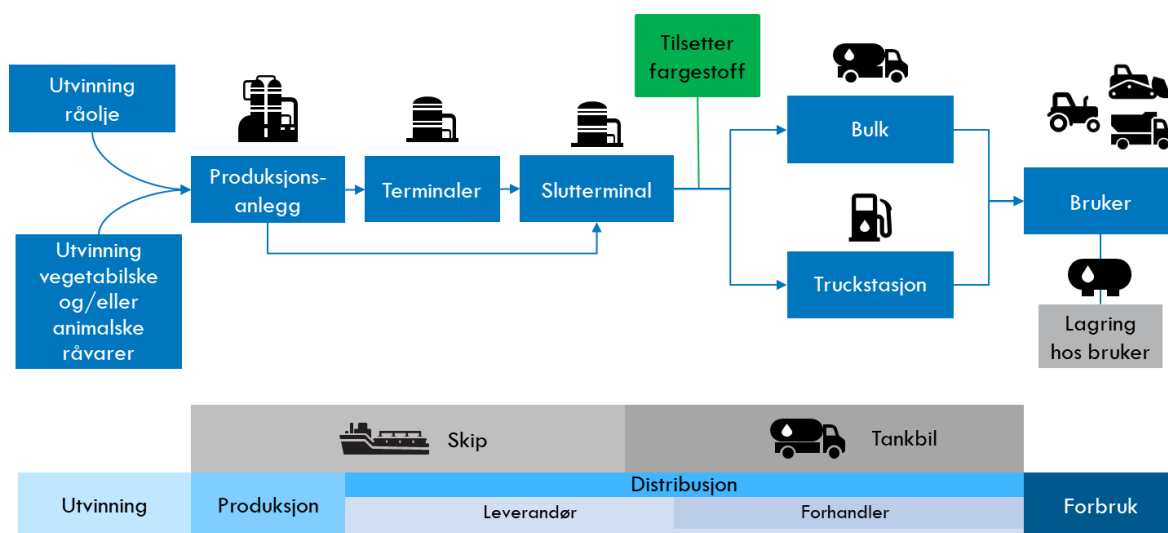 Utvinning
råolje
Utvinning
vegetabilske
og/eller
animalske
råvarer
Produksjons-
anlegg
Terminaler
Slutterminal
Tilsetter
fargestoff
Bulk
Truckstasjon
Bruker
Lagring
hos bruker
Skip
Tankbil
Utvinning
Produksjon
Distribusjon
Leverandør
Forhandler
Forbruk